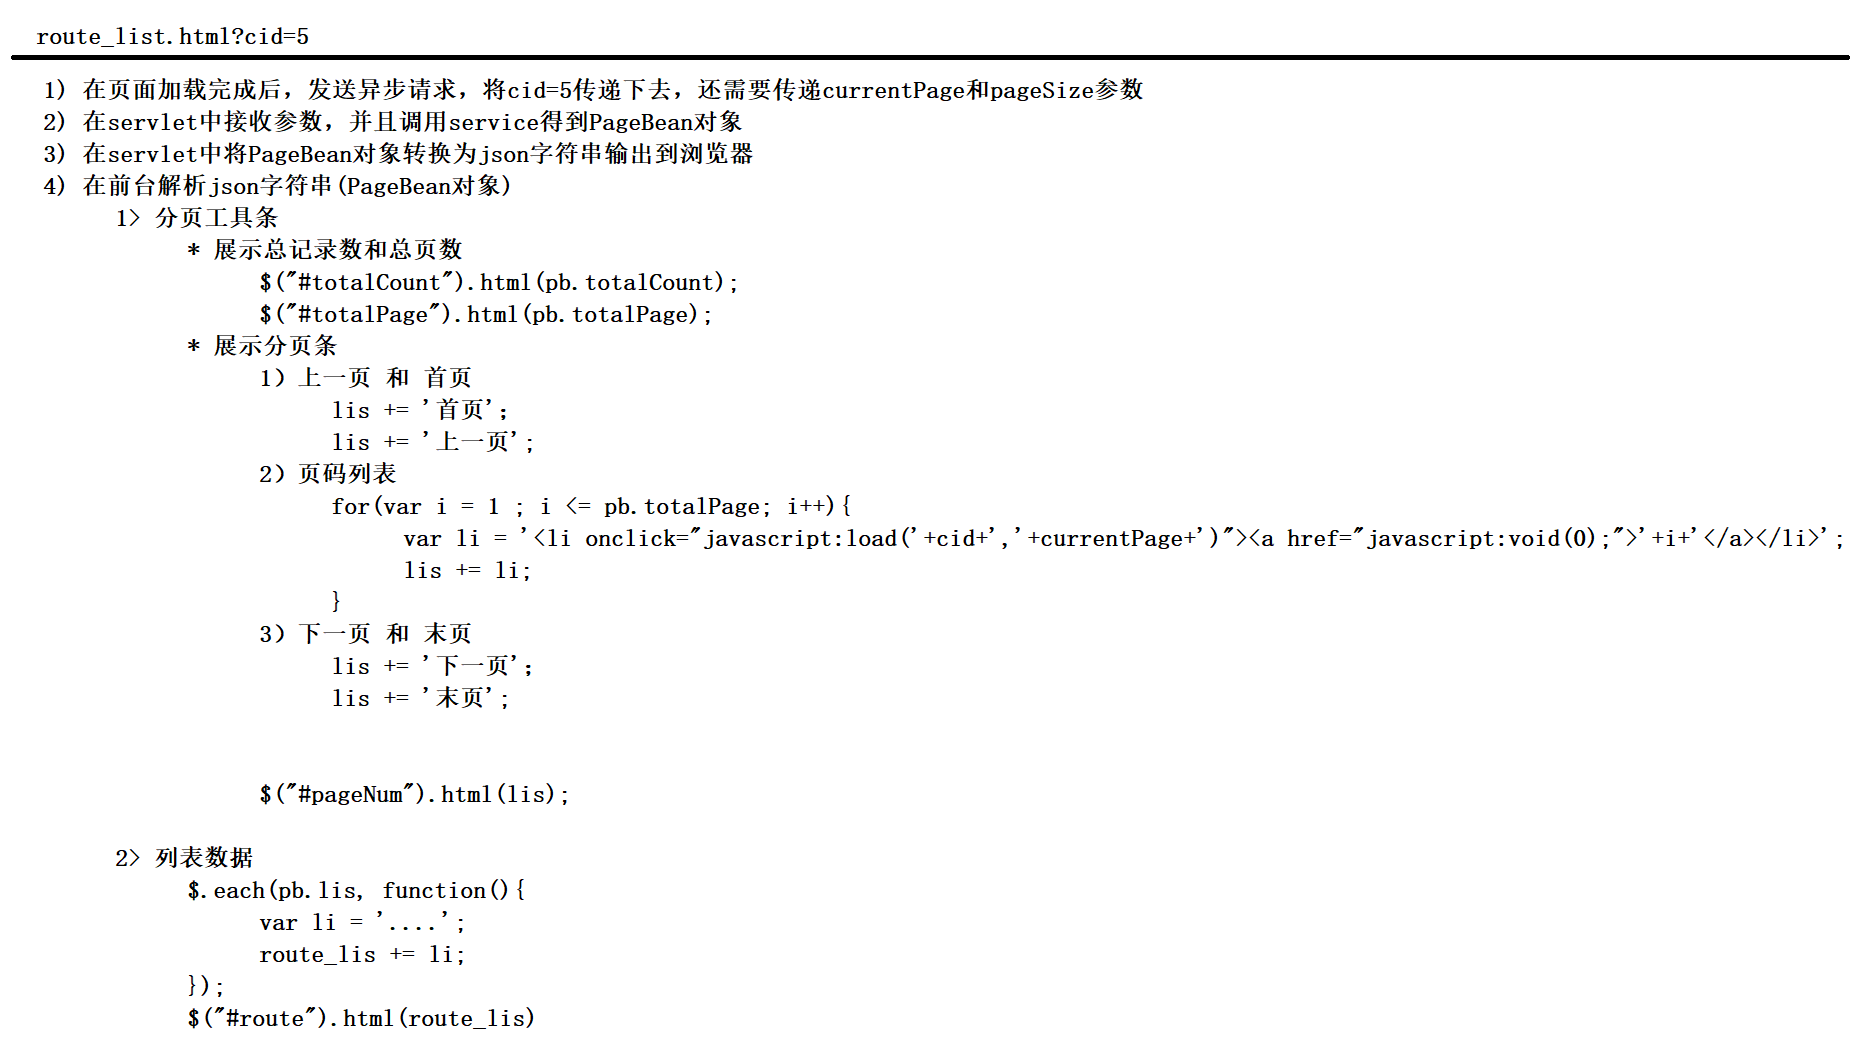 route_list.html?cid=5
1) 在页面加载完成后，发送异步请求，将cid=5传递下去，还需要传递currentPage和pageSize参数
2) 在servlet中接收参数，并且调用service得到PageBean对象
3) 在servlet中将PageBean对象转换为json字符串输出到浏览器
4) 在前台解析json字符串(PageBean对象)
1> 分页工具条
* 展示总记录数和总页数
$("#totalCount").html(pb.totalCount);
$("#totalPage").html(pb.totalPage);
* 展示分页条
1）上一页 和 首页
lis += '首页';
lis += '上一页';
2）页码列表
for(var i = 1 ; i <= pb.totalPage; i++){
var li = '<li onclick="javascript:load('+cid+','+currentPage+')"><a href="javascript:void(0);">'+i+'</a></li>';
lis += li;
}
3）下一页 和 末页
lis += '下一页';
lis += '末页';
$("#pageNum").html(lis);
2> 列表数据
$.each(pb.lis, function(){
var li = '....';
route_lis += li;
});
$("#route").html(route_lis)